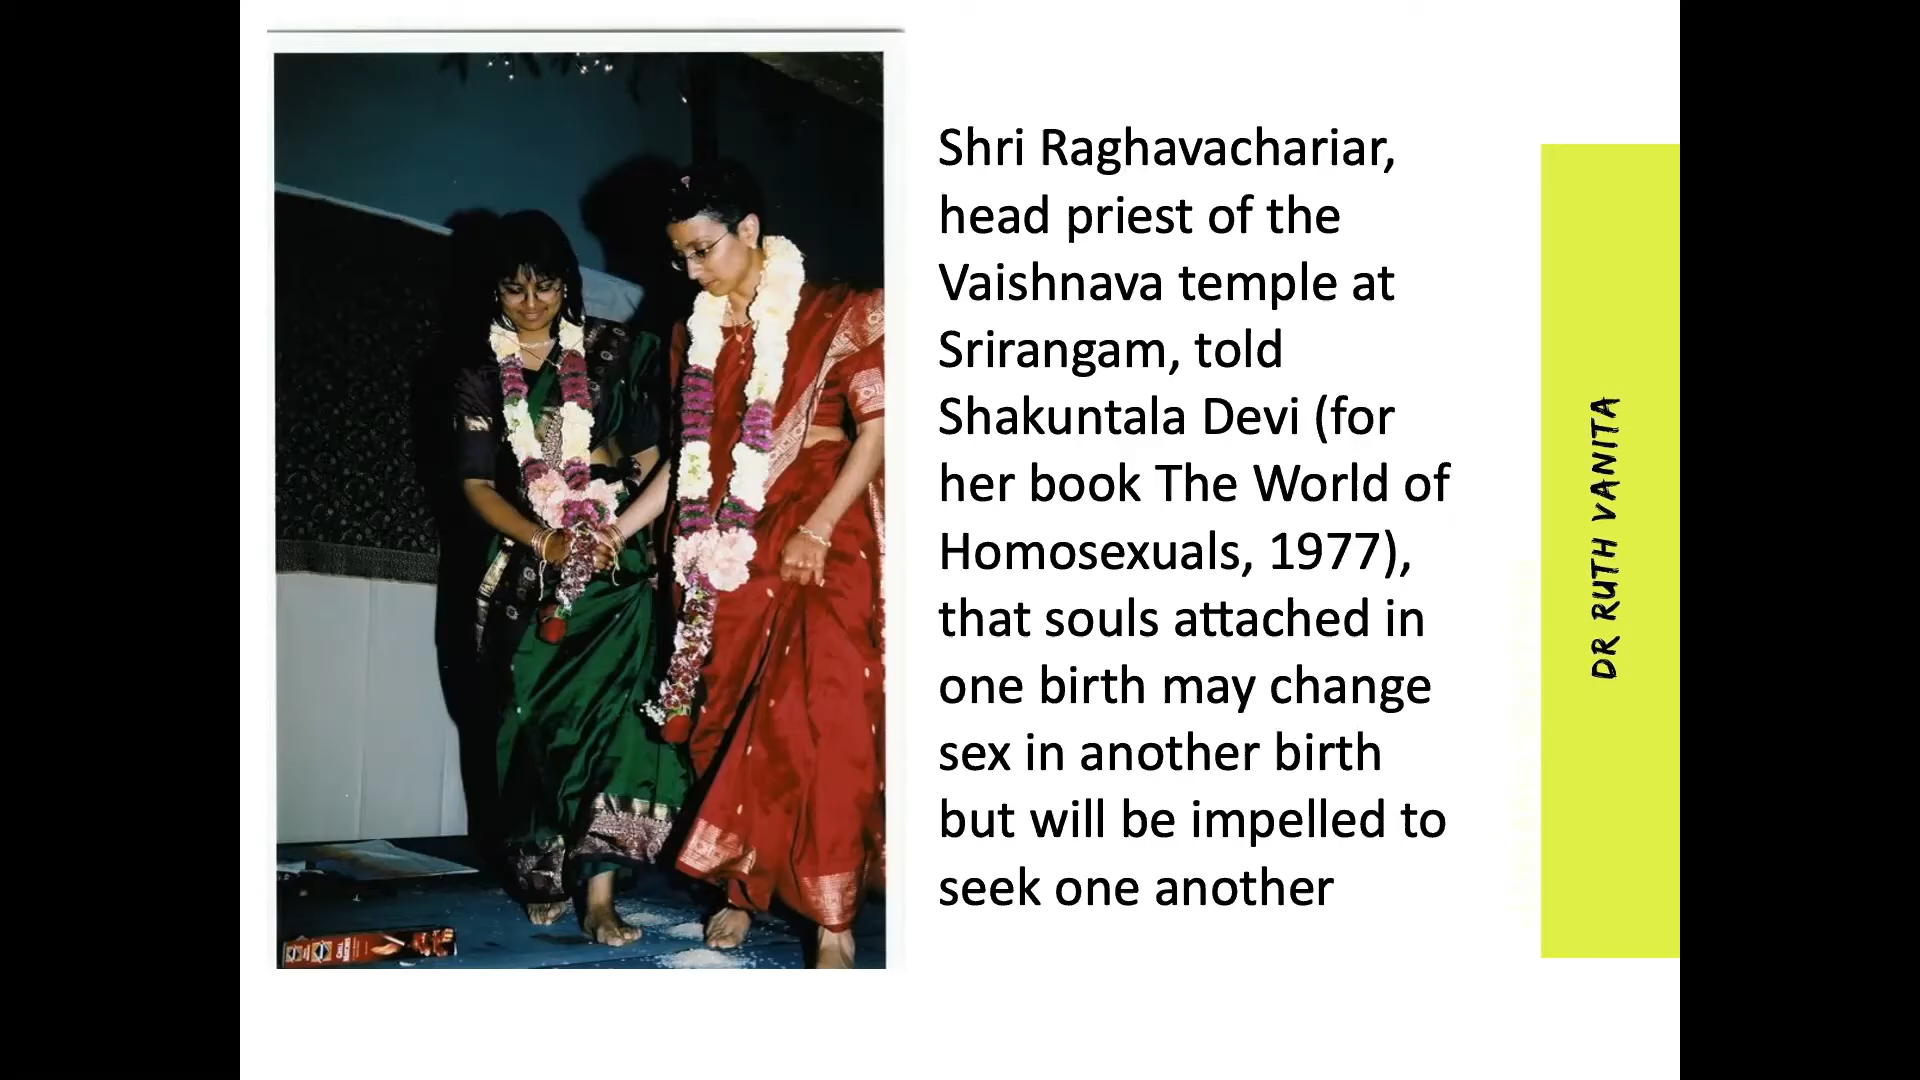 Shri Raghavachariar,
head priest of the
Vaishnava temple at
Srirangam, told
Shakuntala Devi (for
her book The World of
Homosexuals, 1977),
that souls attached in
one birth may change
sex in another birth
but will be impelled to
seek one another
DR RUTH VANITA